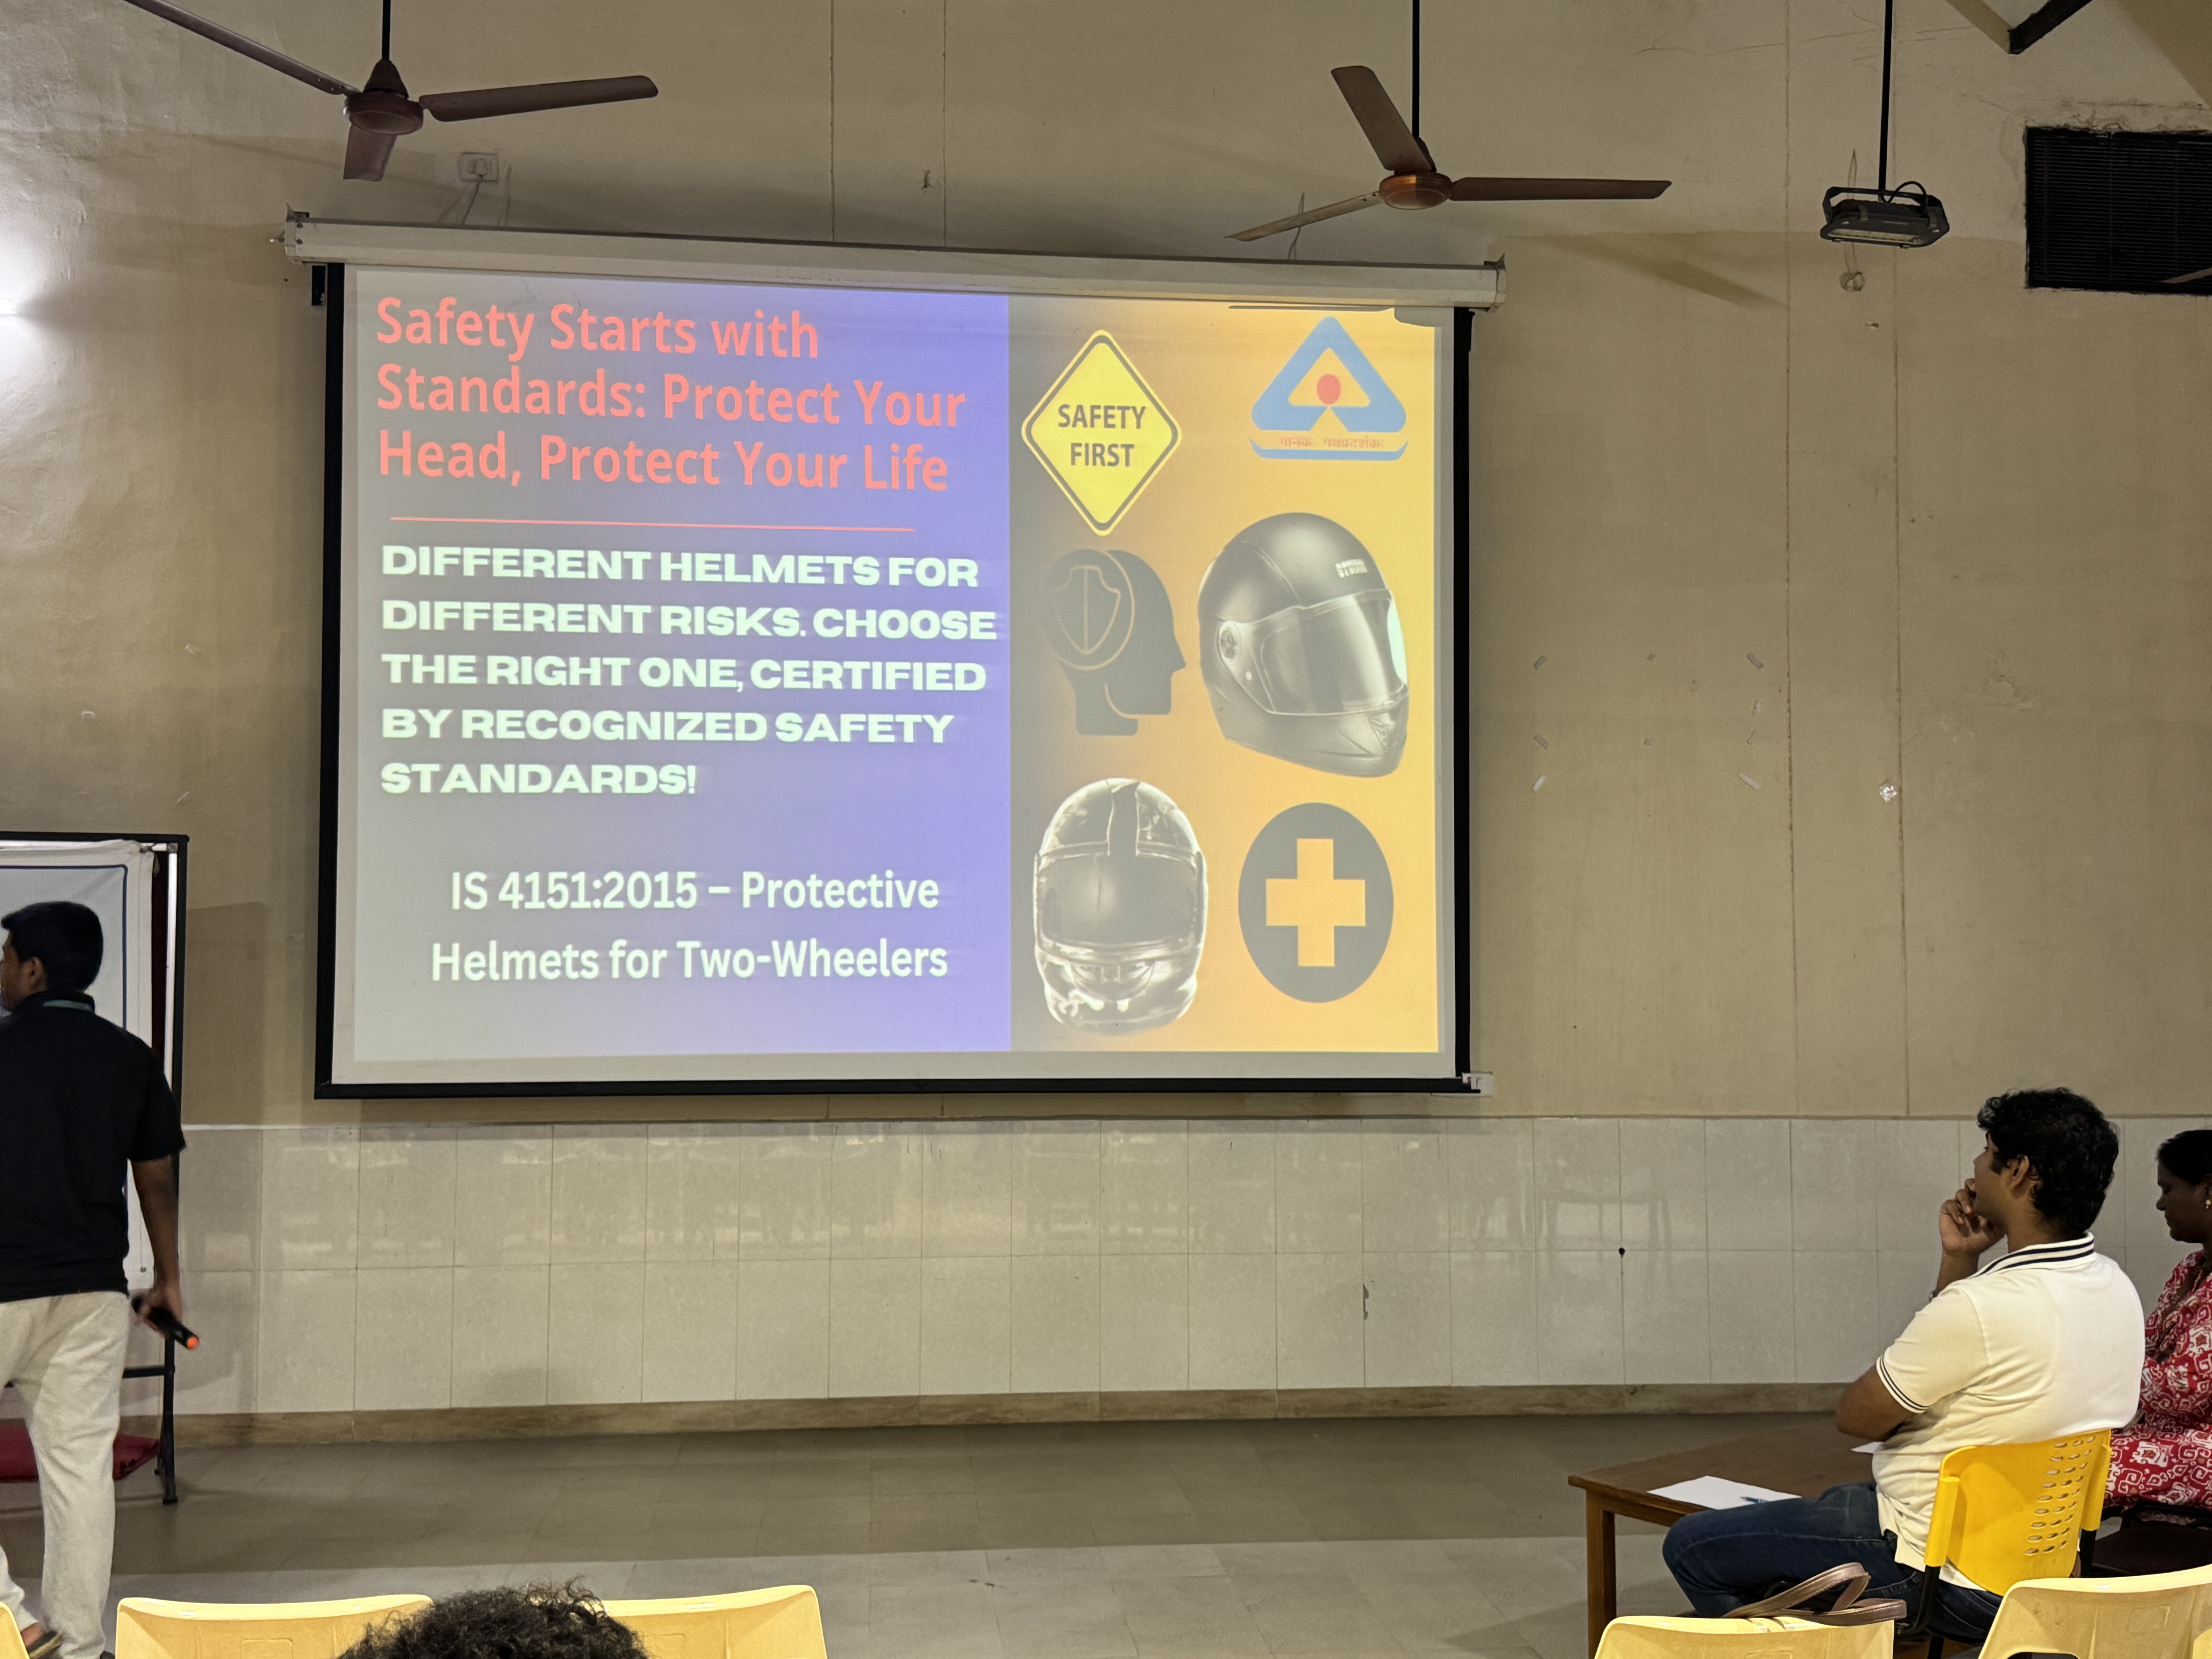 Safety Starts with
Standards: Protect Your
Head, Protect Your Life
DIFFERENT HELMETS FOR
DIFFERENT RISKS. CHOOSE
THE RIGHT ONE, CERTIFIED
BY RECOGNIZED SAFETY
STANDARDS!
IS 4151:2015 – Protective
Helmets for Two-Wheelers
SAFETY
FIRST
मानकः पथप्रदर्शकः